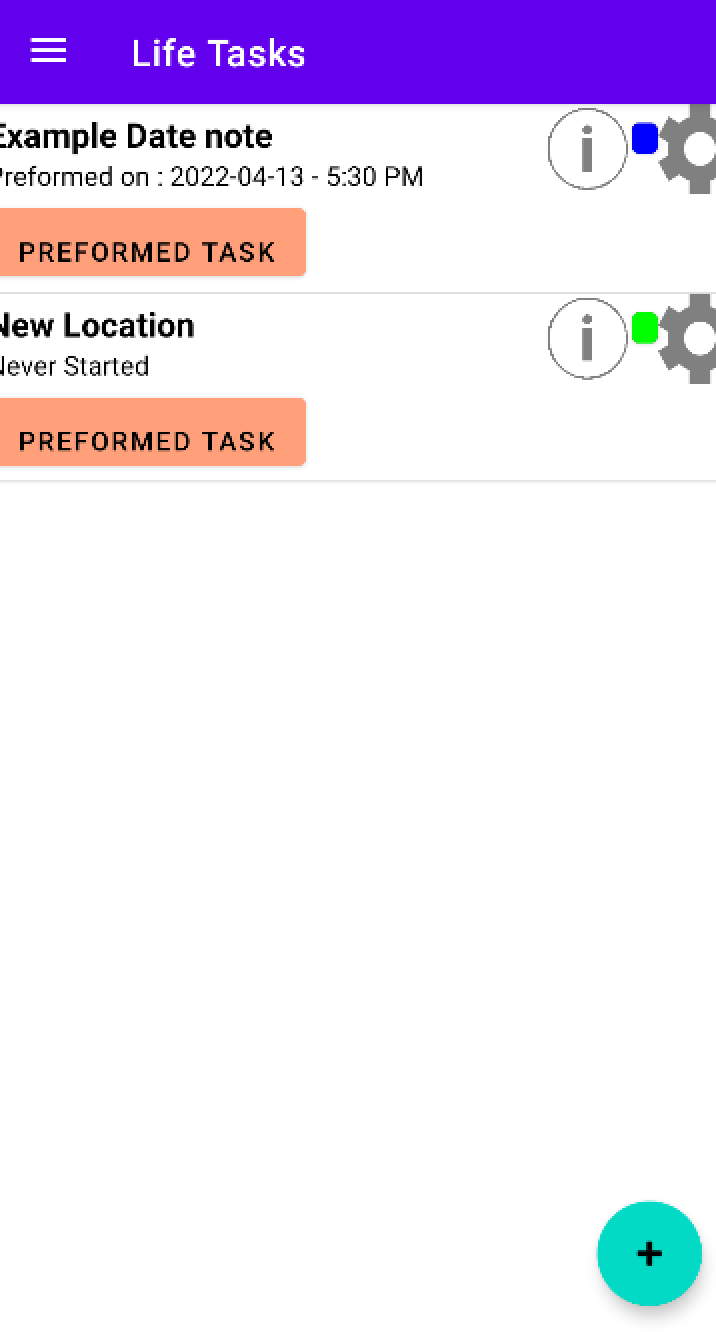 Life Tasks
Example Date note
Preformed on : 2022-04-13 - 5:30 PM
PREFORMED TASK
New Location
Never Started
PREFORMED TASK